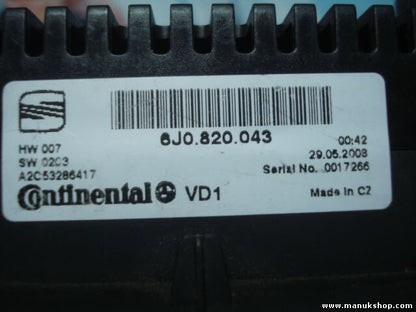 6J0.820.043
HW 007
SW 0203
A2C53286417
00:42
29.05.2008
Serial No. 0017266
Continental VD1
Made in CZ
www.manukshop.com